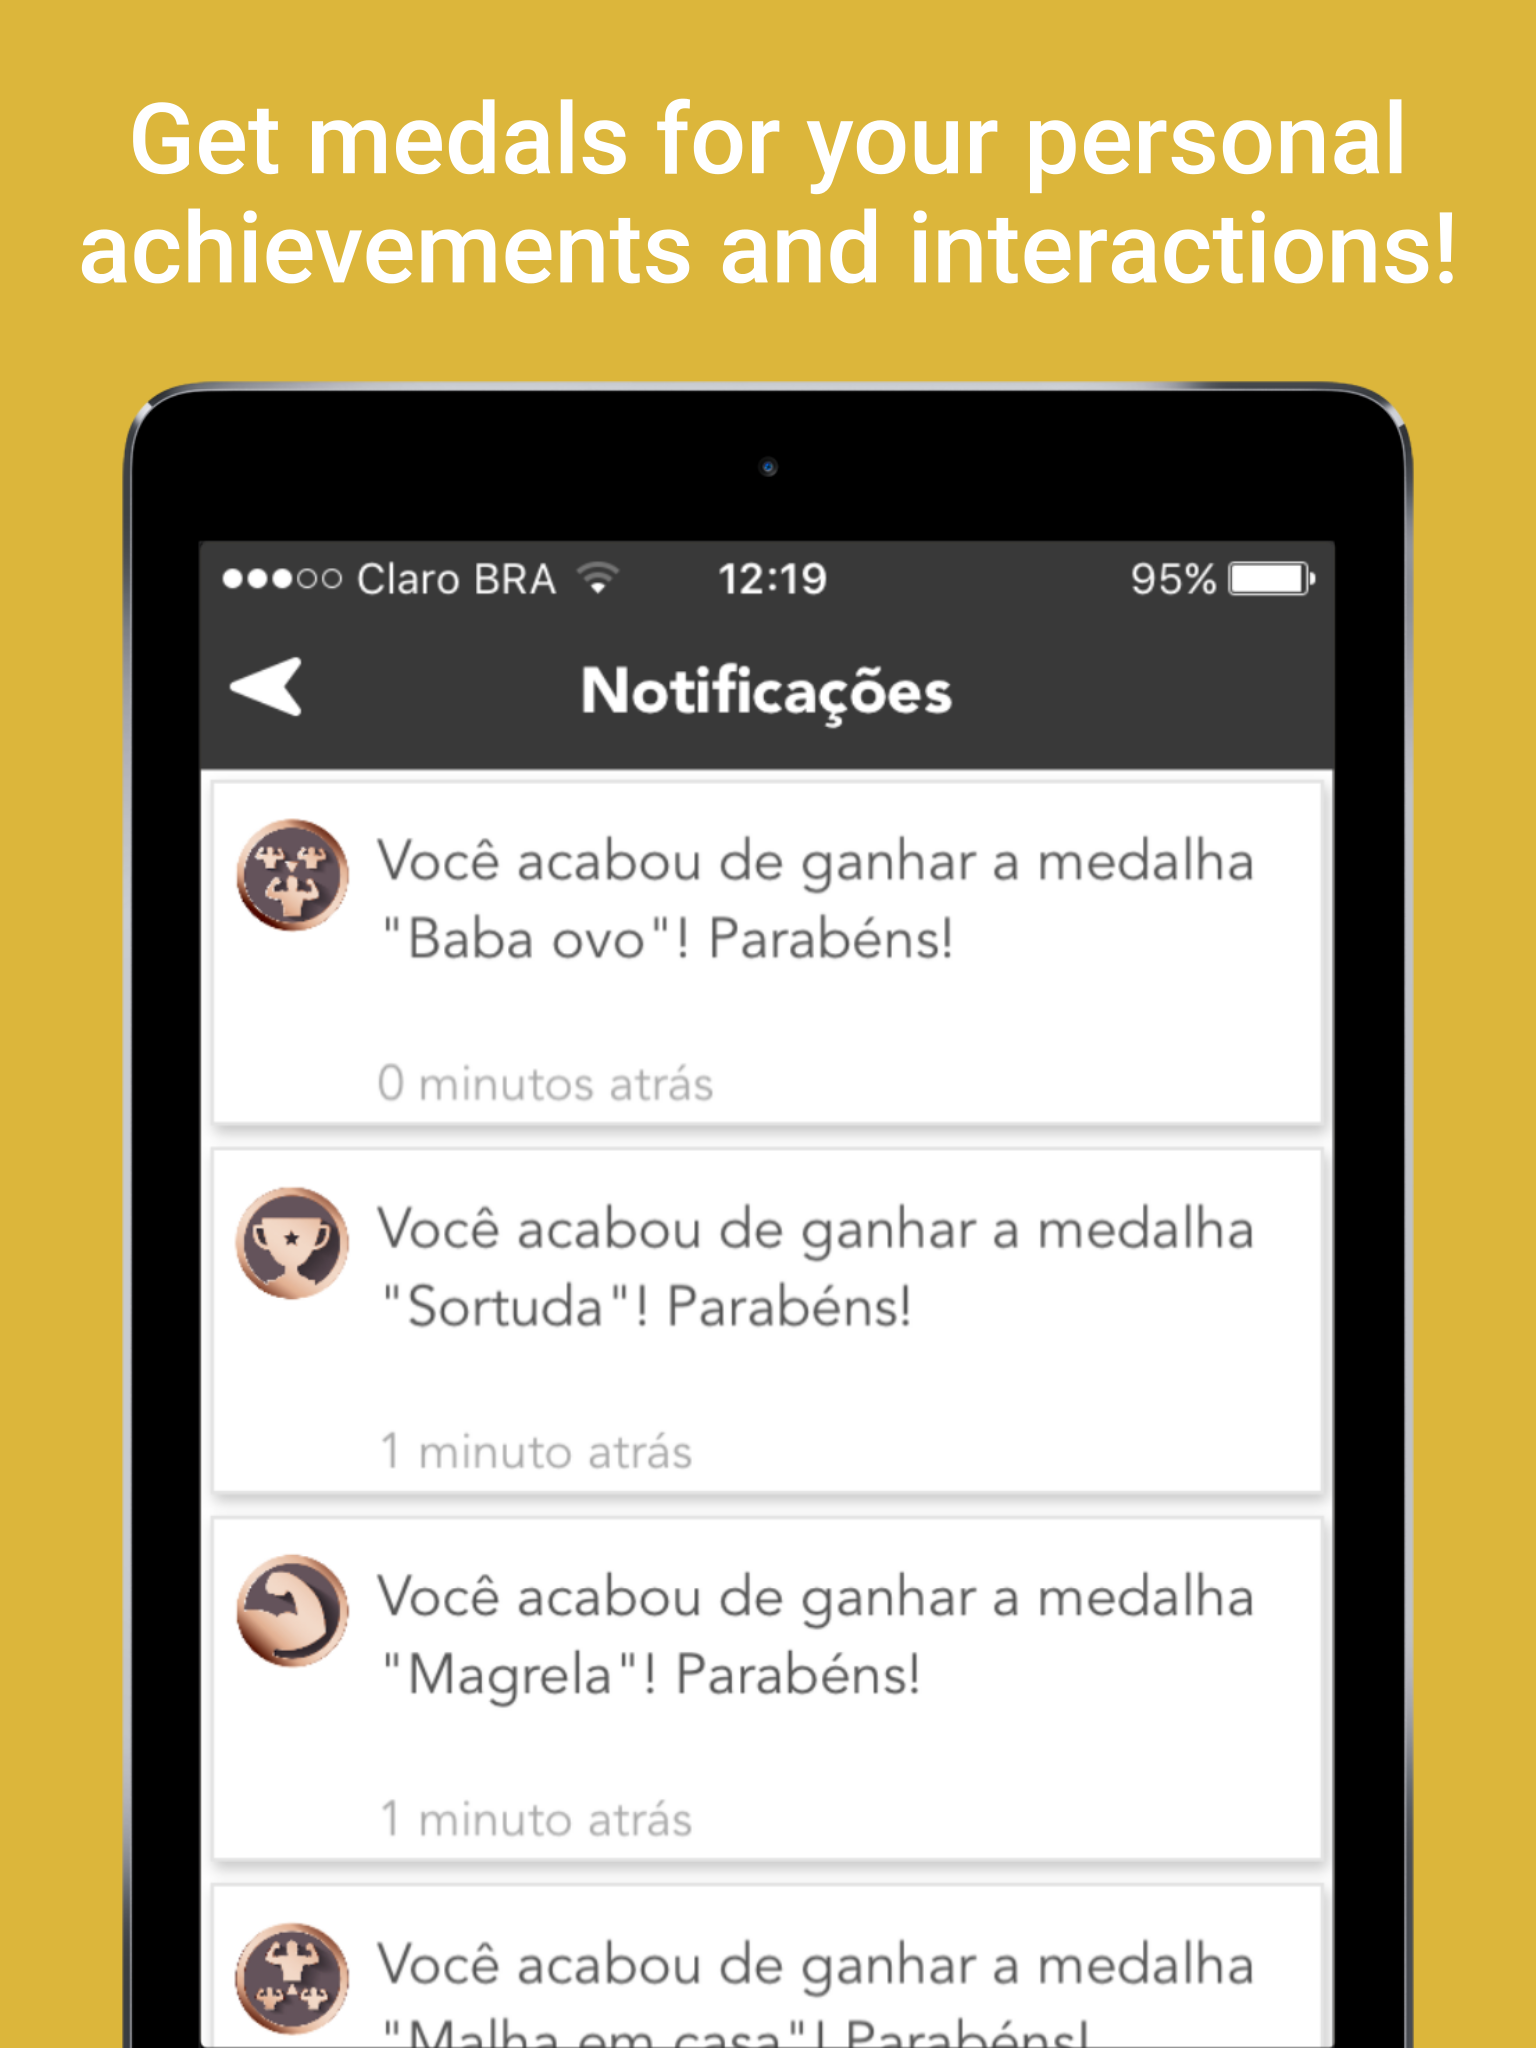 Get medals for your personal
achievements and interactions!
Claro BRA 12:19 95%
Notificações
Você acabou de ganhar a medalha
"Baba ovo"! Parabéns!
0 minutos atrás
Você acabou de ganhar a medalha
"Sortuda"! Parabéns!
1 minuto atrás
Você acabou de ganhar a medalha
"Magrela"! Parabéns!
1 minuto atrás
Você acabou de ganhar a medalha
"Malha em casa"! Parabéns!